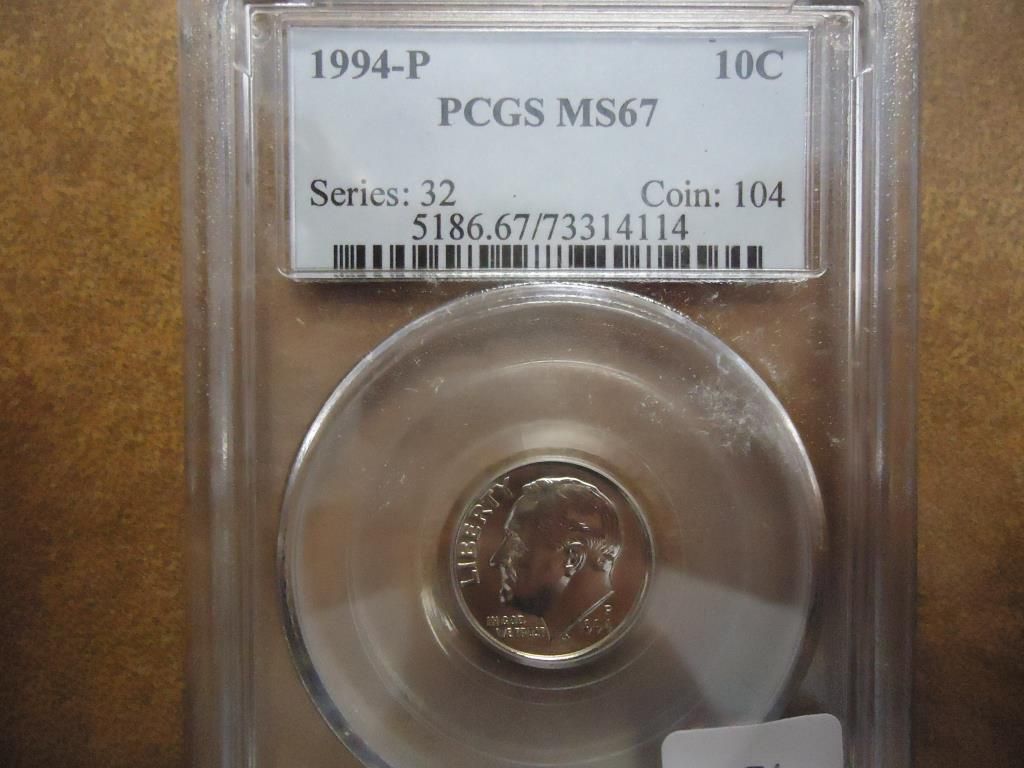 1994-P 10C
PCGS MS67
Series: 32 Coin: 104
5186.67/73314114
LIBERTY
IN GOD
WE TRUST
P